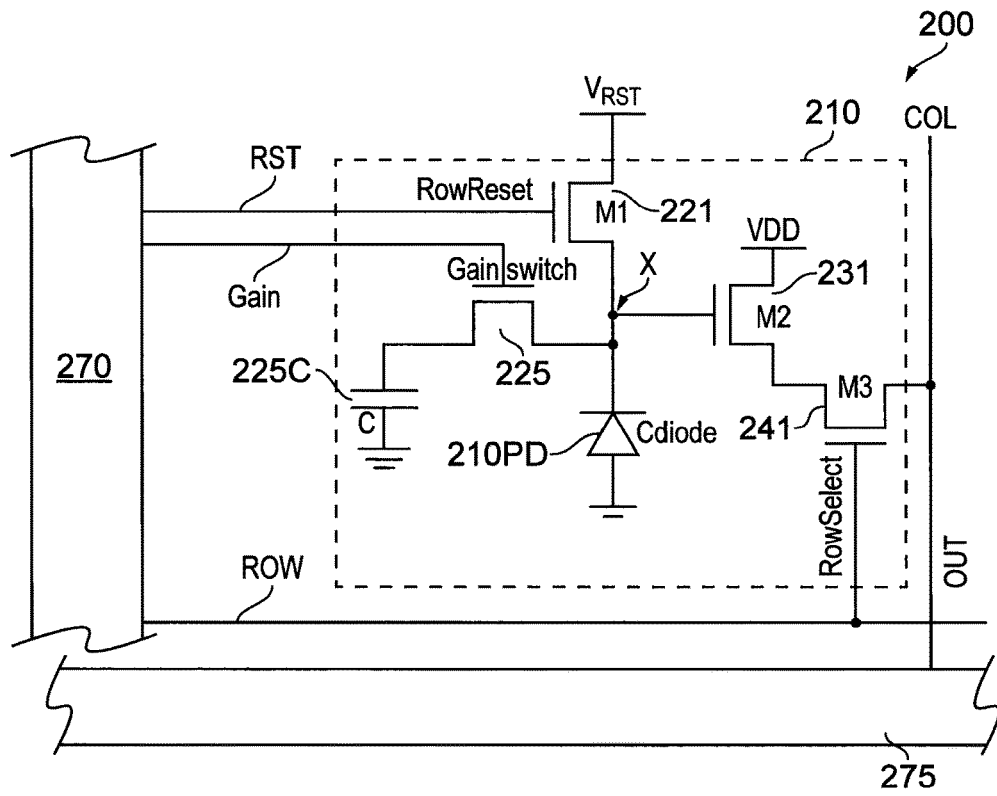 200
VRST
210
COL
RST
RowReset
M1
221
VDD
Gain switch
X
231
Gain
M2
270
225C
225
M3
C
210PD
Cdiode
241
RowSelect
ROW
OUT
275